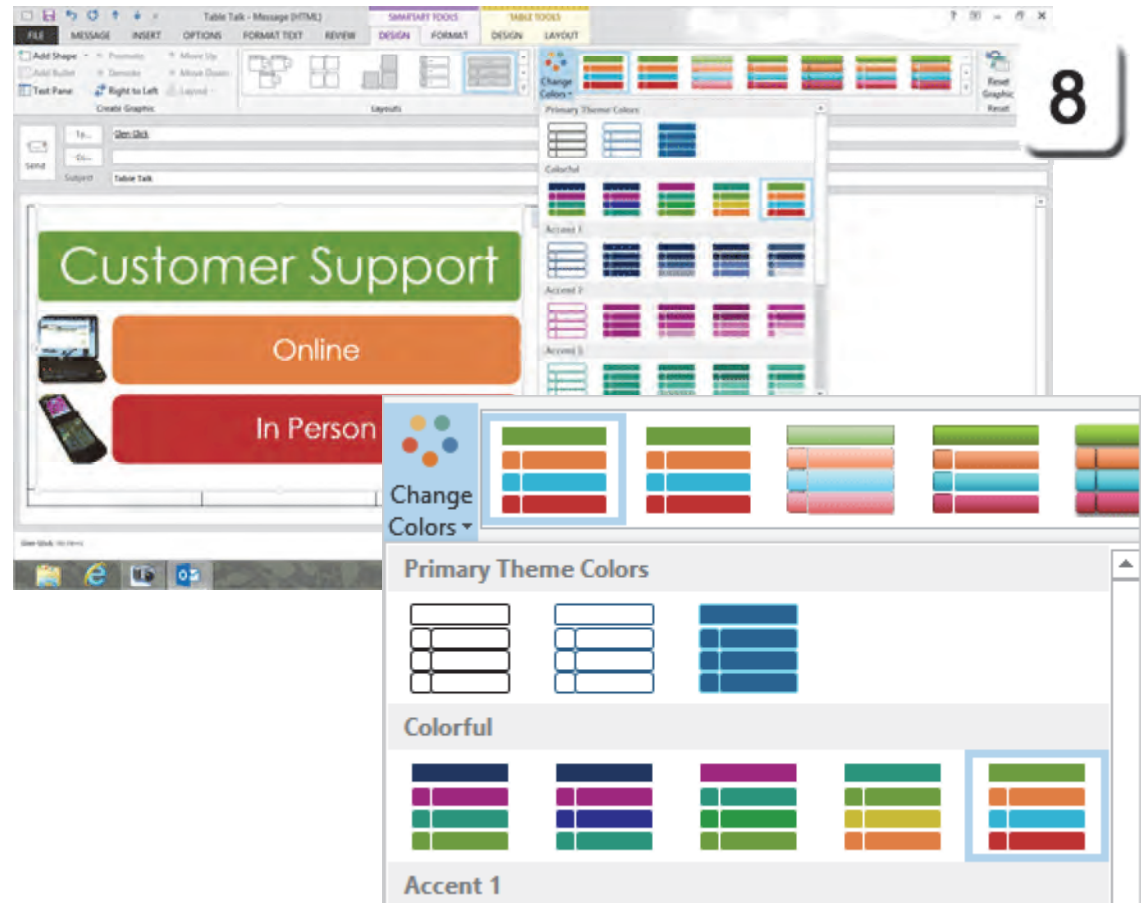 Table Talk - Message (HTML)
SMARTART TOOLS
TABLE TOOLS
FILE MESSAGE INSERT OPTIONS FORMAT TEXT REVIEW DESIGN FORMAT DESIGN LAYOUT
Add Shape Promote Move Up
Add Bullet Demote Move Down
Text Pane Right to Left Layout
Create Graphic
Layouts
Change
Colors
Reset
Graphic
Reset
8
Primary Theme Colors
Colorful
Accent 1
Accent 2
Accent 3
Send
To... Glen Glick
Cc...
Subject Table Talk
Customer Support
Online
In Person
Change
Colors
Primary Theme Colors
Colorful
Accent 1